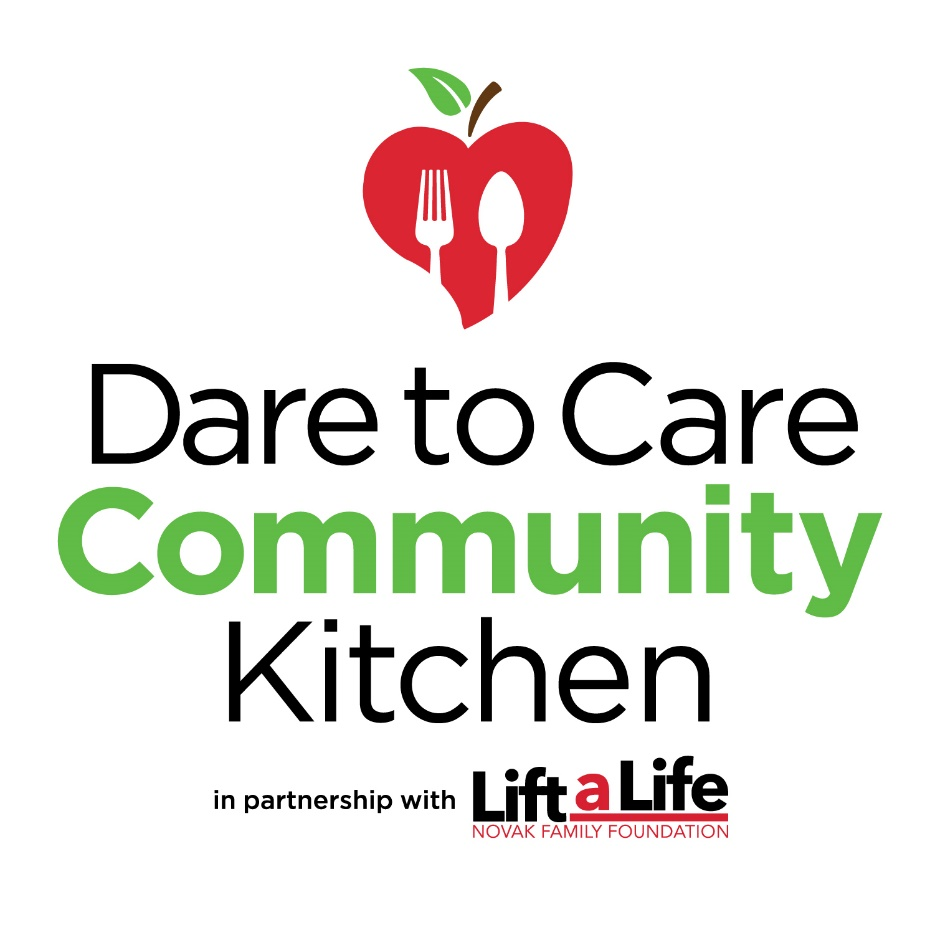 Dare to Care
Community
Kitchen
in partnership with Lift a Life
NOVAK FAMILY FOUNDATION